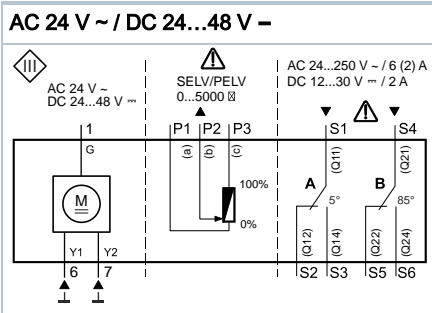 AC 24 V ~ / DC 24...48 V ⎓
III
AC 24 V ~
DC 24...48 V ⎓
SELV/PELV
0...5000 
AC 24...250 V ~ / 6 (2) A
DC 12...30 V ⎓ / 2 A
1 P1 P2 P3 S1 S4
G (a) (b) (c) (Q11) (Q21)
M
100%
0%
A 5° B 85°
Y1 Y2 (Q12) (Q14) (Q22) (Q24)
6 7 S2 S3 S5 S6